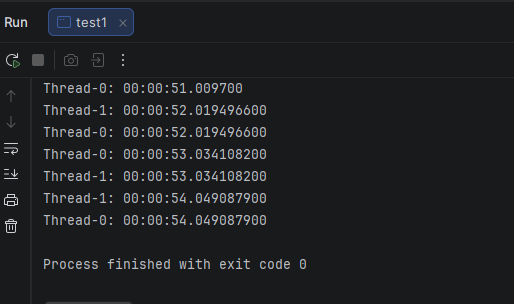 Run test1
Thread-0: 00:00:51.009700
Thread-1: 00:00:52.019496600
Thread-0: 00:00:52.019496600
Thread-0: 00:00:53.034108200
Thread-1: 00:00:53.034108200
Thread-1: 00:00:54.049087900
Thread-0: 00:00:54.049087900
Process finished with exit code 0